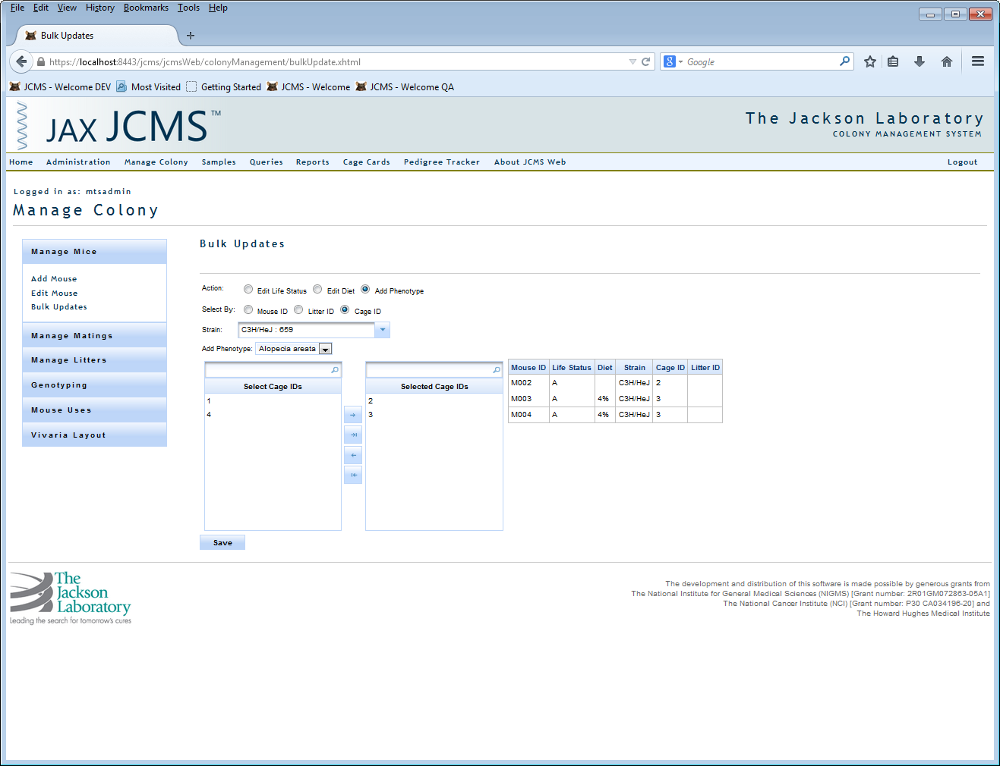 File Edit View History Bookmarks Tools Help
Bulk Updates
https://localhost:8443/jcms/jcmsWeb/colonyManagement/bulkUpdate.xhtml
Google
JCMS - Welcome DEV Most Visited Getting Started JCMS - Welcome JCMS - Welcome QA
JAX JCMS™
The Jackson Laboratory
COLONY MANAGEMENT SYSTEM
Home Administration Manage Colony Samples Queries Reports Cage Cards Pedigree Tracker About JCMS Web Logout
Logged in as: mtsadmin
Manage Colony
Manage Mice
Add Mouse
Edit Mouse
Bulk Updates
Manage Matings
Manage Litters
Genotyping
Mouse Uses
Vivaria Layout
Bulk Updates
Action: Edit Life Status Edit Diet Add Phenotype
Select By: Mouse ID Litter ID Cage ID
Strain: C3H/HeJ : 659
Add Phenotype: Alopecia areata
Select Cage IDs
1
4
Selected Cage IDs
2
3
Mouse ID Life Status Diet Strain Cage ID Litter ID
M002 A C3H/HeJ 2
M003 A 4% C3H/HeJ 3
M004 A 4% C3H/HeJ 3
Save
The
Jackson
Laboratory
Leading the search for tomorrow's cures
The development and distribution of this software is made possible by generous grants from
The National Institute for General Medical Sciences (NIGMS) [Grant number: 2R01GM072863-05A1]
The National Cancer Institute (NCI) [Grant number: P30 CA034196-20] and
The Howard Hughes Medical Institute